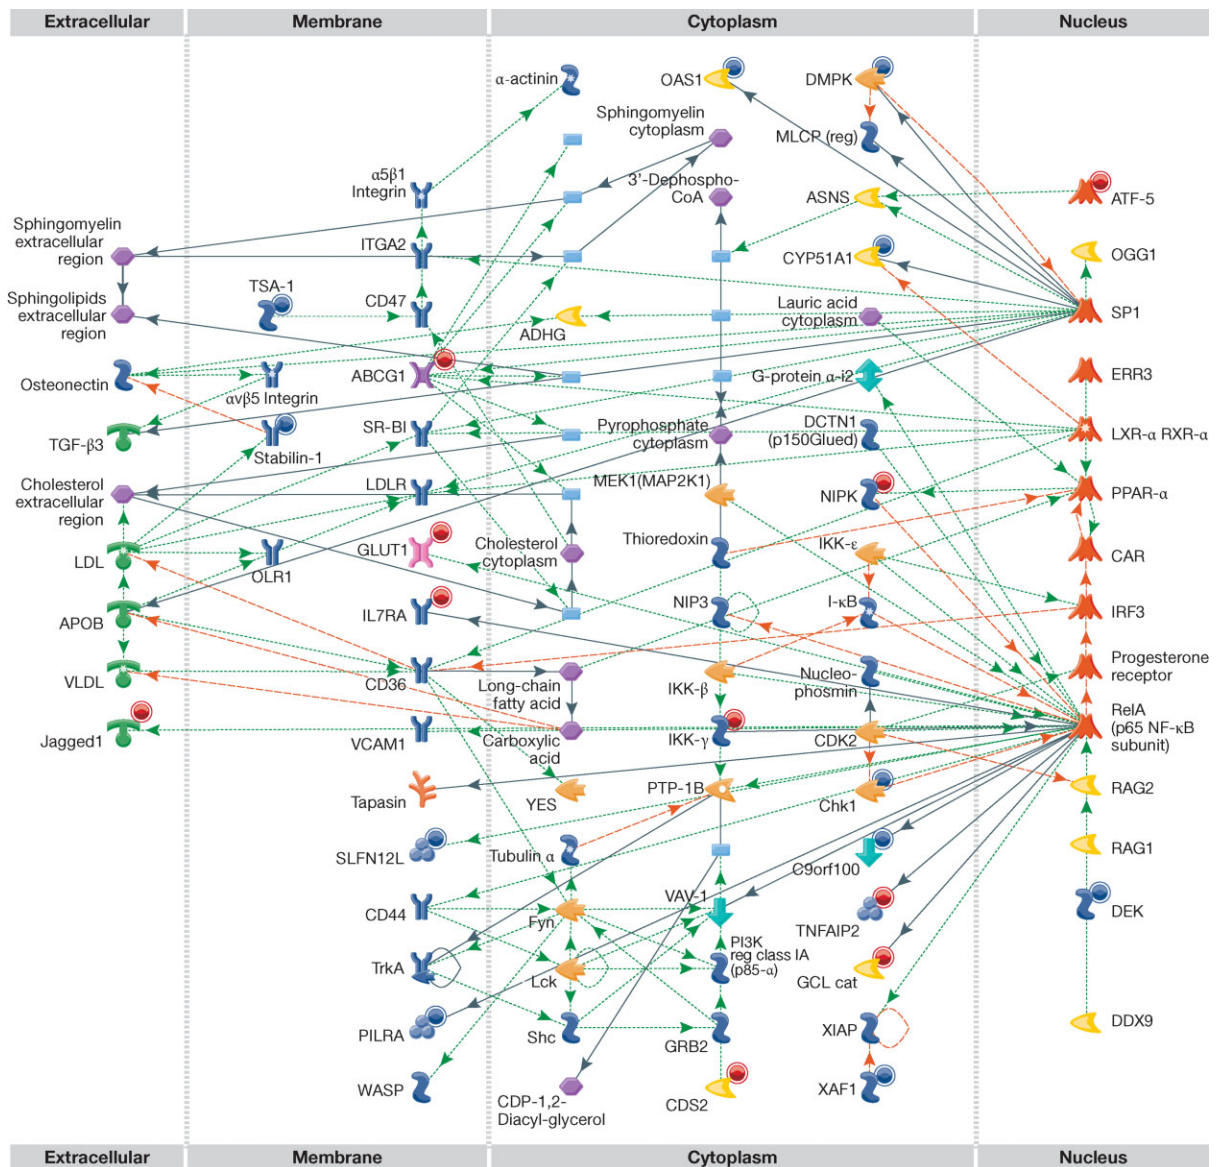 Extracellular
Membrane
Cytoplasm
Nucleus
α-actinin
OAS1
DMPK
Sphingomyelin
cytoplasm
MLCP (reg)
α5β1
Integrin
3'-Dephospho-
CoA
ASNS
ATF-5
Sphingomyelin
extracellular
region
ITGA2
CYP51A1
OGG1
TSA-1
CD47
Sphingolipids
extracellular
region
ADHG
Lauric acid
cytoplasm
SP1
Osteonectin
αvβ5 Integrin
ABCG1
G-protein α-i2
ERR3
TGF-β3
Stabilin-1
SR-BI
Pyrophosphate
cytoplasm
DCTN1
(p150Glued)
LXR-α RXR-α
Cholesterol
extracellular
region
LDLR
MEK1(MAP2K1)
NIPK
PPAR-α
LDL
OLR1
GLUT1
Cholesterol
cytoplasm
Thioredoxin
IKK-ε
CAR
APOB
IL7RA
NIP3
I-κB
IRF3
VLDL
CD36
Long-chain
fatty acid
IKK-β
Nucleo-
phosmin
Progesterone
receptor
Jagged1
VCAM1
Carboxylic
acid
IKK-γ
CDK2
RelA
(p65 NF-κB
subunit)
Tapasin
YES
PTP-1B
Chk1
RAG2
SLFN12L
Tubulin α
C9orf100
RAG1
CD44
Fyn
VAV-1
TNFAIP2
DEK
TrkA
Lck
PI3K
reg class IA
(p85-α)
GCL cat
PILRA
Shc
GRB2
XIAP
DDX9
WASP
CDP-1,2-
Diacyl-glycerol
CDS2
XAF1
Extracellular
Membrane
Cytoplasm
Nucleus